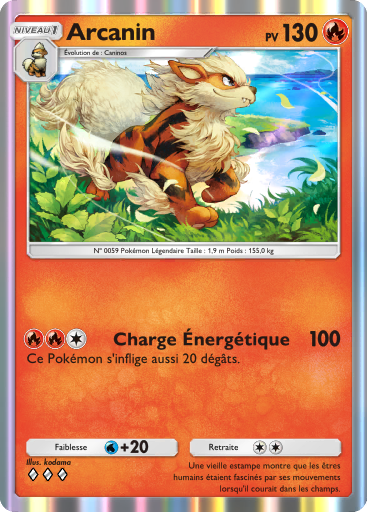 NIVEAU 1
Arcanin
PV 130
Évolution de : Caninos
N° 0059 Pokémon Légendaire Taille : 1,9 m Poids : 155,0 kg
Charge Énergétique 100
Ce Pokémon s'inflige aussi 20 dégâts.
Faiblesse +20
Retraite
Illus. kodama
Une vieille estampe montre que les êtres
humains étaient fascinés par ses mouvements
lorsqu'il courait dans les champs.